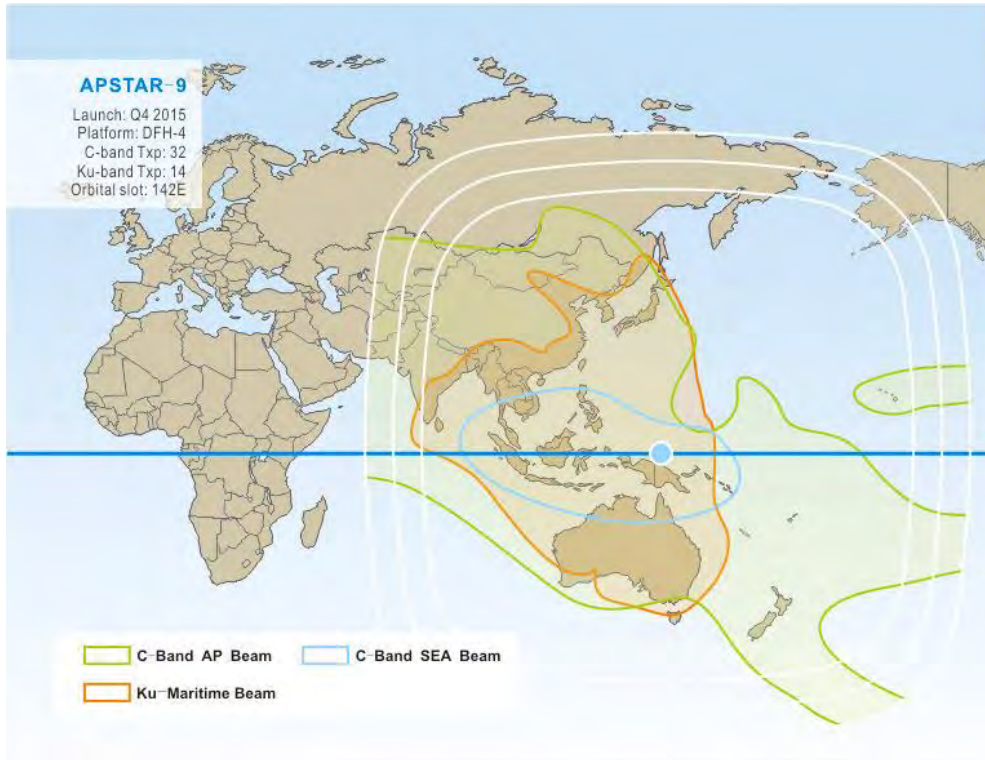 APSTAR-9
Launch: Q4 2015
Platform: DFH-4
C-band Txp: 32
Ku-band Txp: 14
Orbital slot: 142E
C-Band AP Beam
C-Band SEA Beam
Ku-Maritime Beam